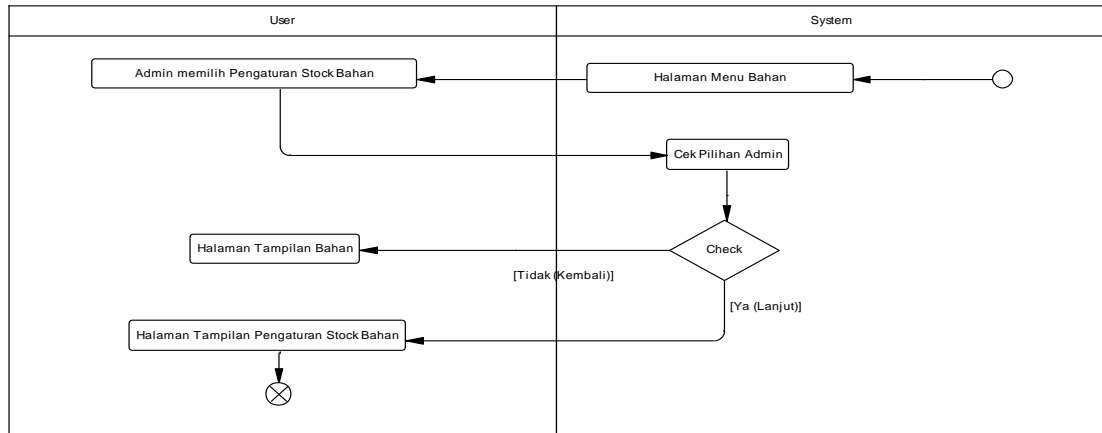 User
System
Admin memilih Pengaturan Stock Bahan
Halaman Menu Bahan
Cek Pilihan Admin
Halaman Tampilan Bahan
Check
[Tidak (Kembali)]
[Ya (Lanjut)]
Halaman Tampilan Pengaturan Stock Bahan